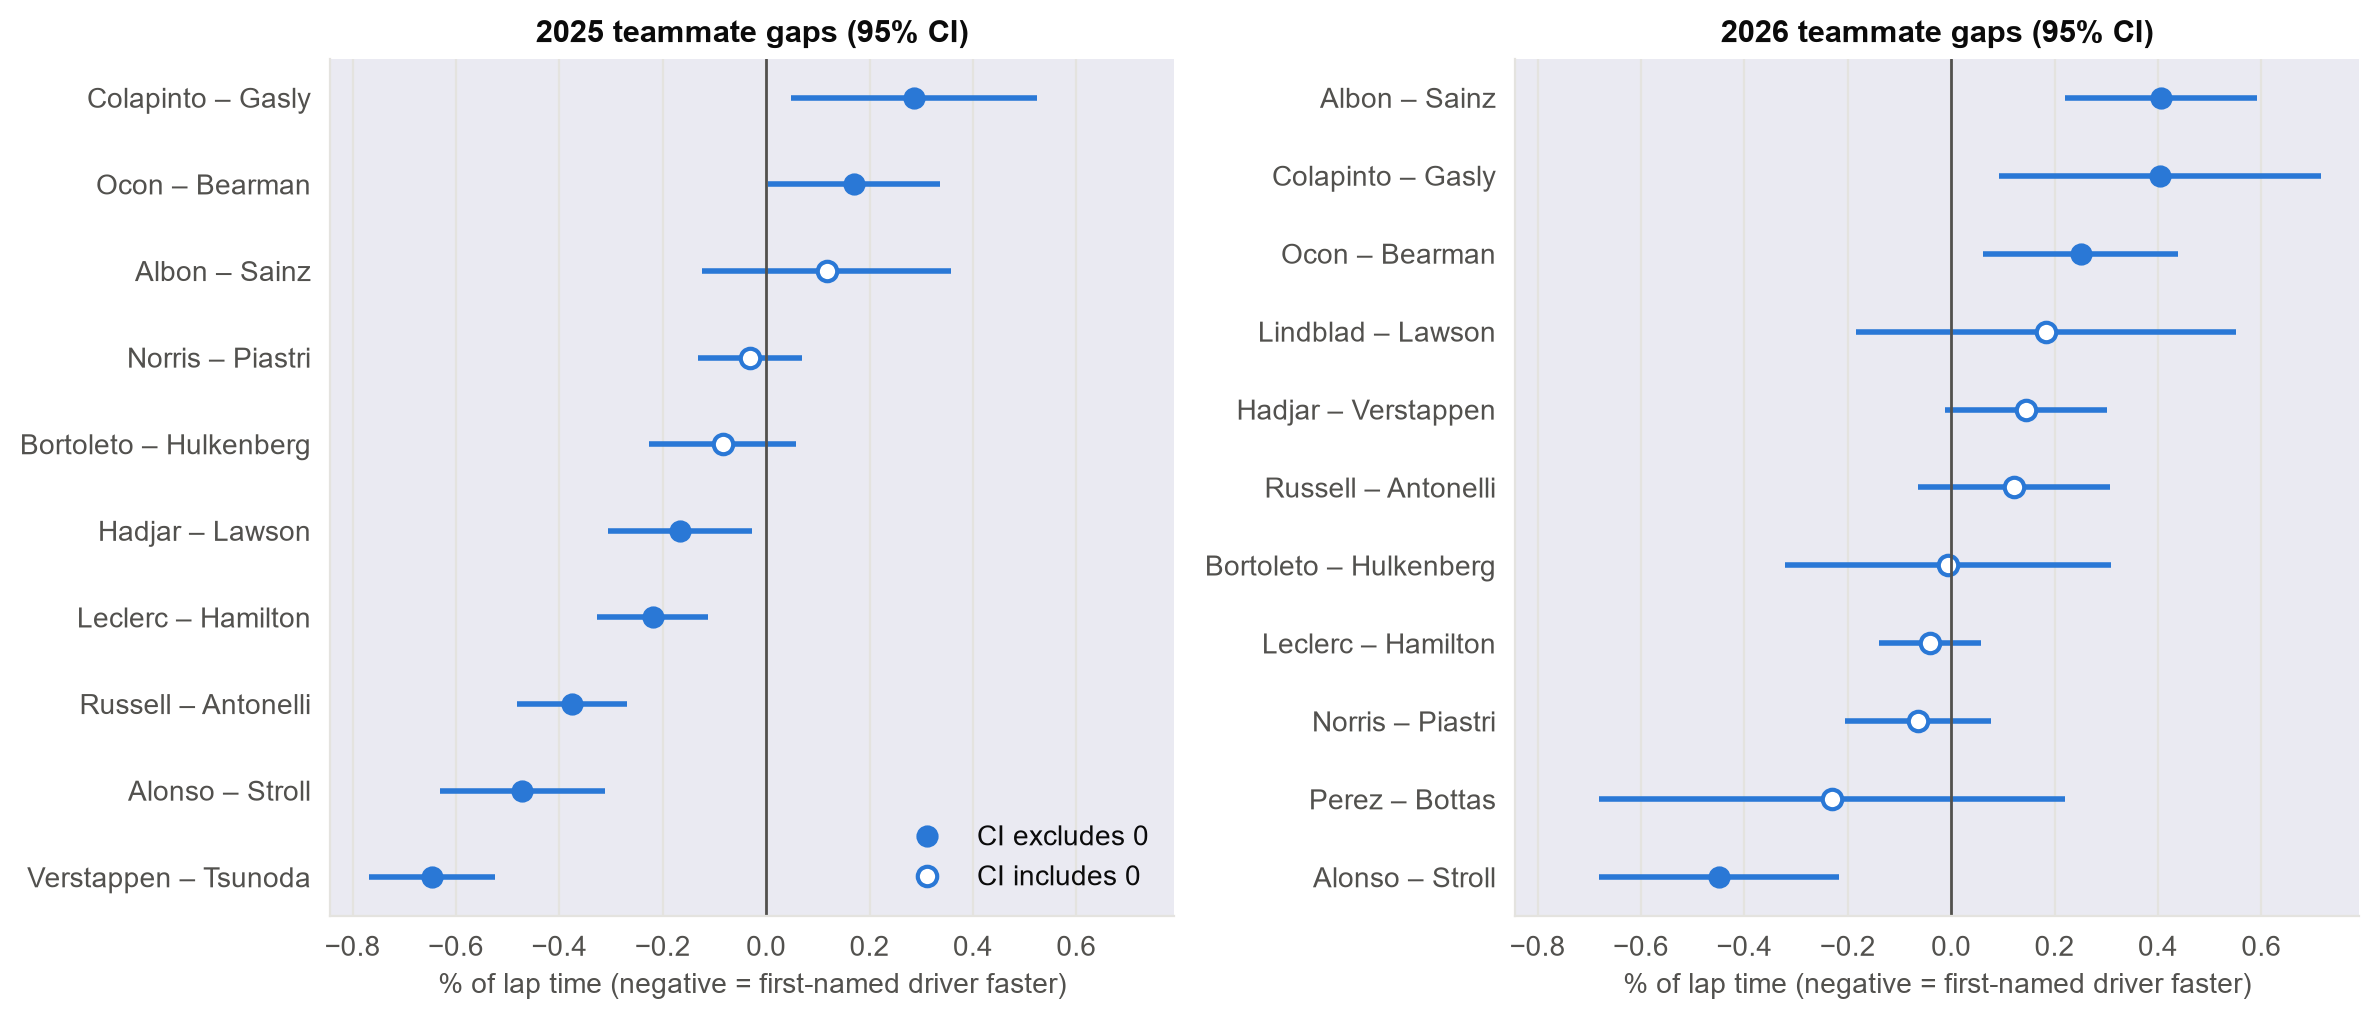 2025 teammate gaps (95% CI)
Colapinto – Gasly
Ocon – Bearman
Albon – Sainz
Norris – Piastri
Bortoleto – Hulkenberg
Hadjar – Lawson
Leclerc – Hamilton
Russell – Antonelli
Alonso – Stroll
Verstappen – Tsunoda
CI excludes 0
CI includes 0
−0.8 −0.6 −0.4 −0.2 0.0 0.2 0.4 0.6
% of lap time (negative = first-named driver faster)
2026 teammate gaps (95% CI)
Albon – Sainz
Colapinto – Gasly
Ocon – Bearman
Lindblad – Lawson
Hadjar – Verstappen
Russell – Antonelli
Bortoleto – Hulkenberg
Leclerc – Hamilton
Norris – Piastri
Perez – Bottas
Alonso – Stroll
−0.8 −0.6 −0.4 −0.2 0.0 0.2 0.4 0.6
% of lap time (negative = first-named driver faster)